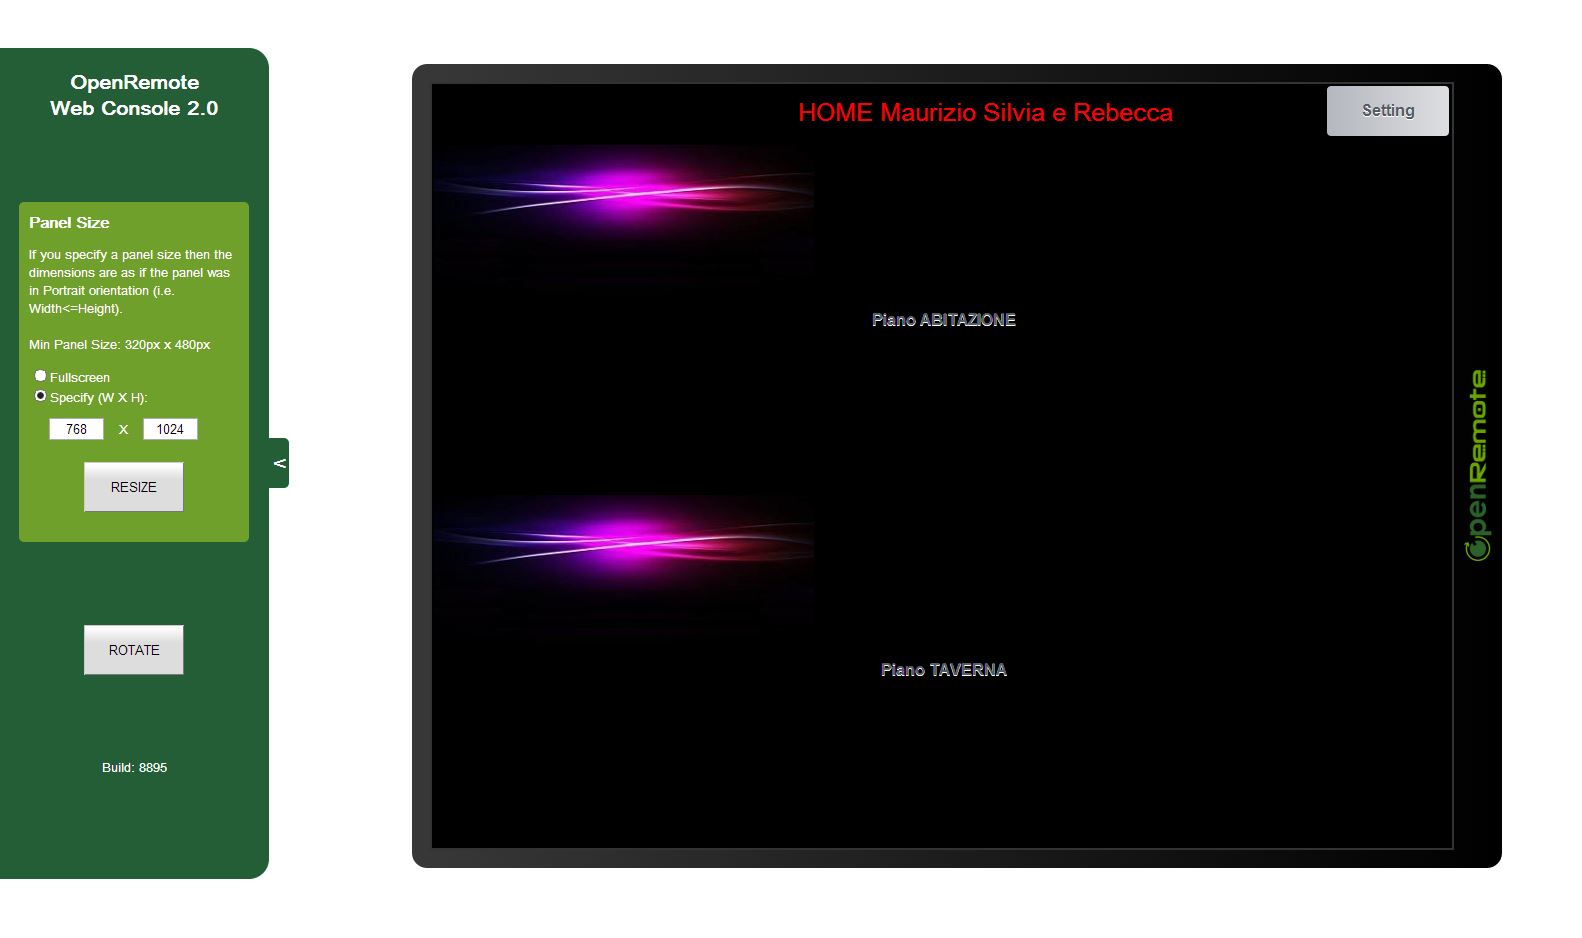 OpenRemote
Web Console 2.0
Panel Size
If you specify a panel size then the
dimensions are as if the panel was
in Portrait orientation (i.e.
Width<=Height).
Min Panel Size: 320px x 480px
Fullscreen
Specify (W X H):
768 X 1024
RESIZE
<
ROTATE
Build: 8895
HOME Maurizio Silvia e Rebecca
Setting
Piano ABITAZIONE
Piano TAVERNA
OpenRemote